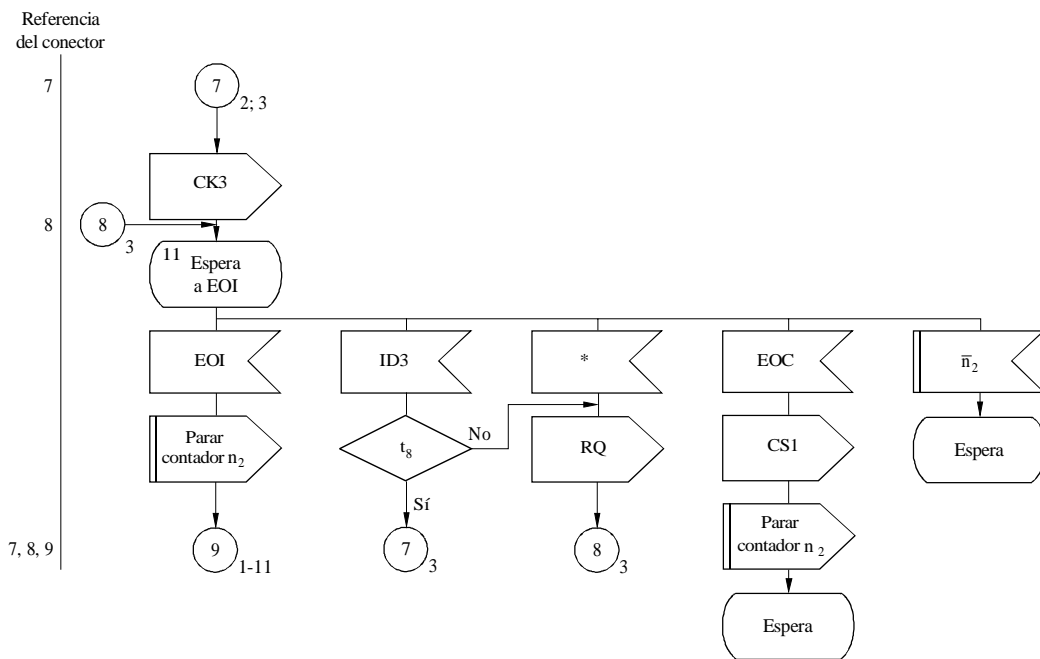 Referencia
del conector
7
7
2; 3
CK3
8
8
3
11
Espera
a EOI
EOI
ID3
*
EOC
n̅₂
Parar
contador n₂
t₈
No
Sí
RQ
CS1
Espera
7, 8, 9
9
1-11
7
3
8
3
Parar
contador n ₂
Espera